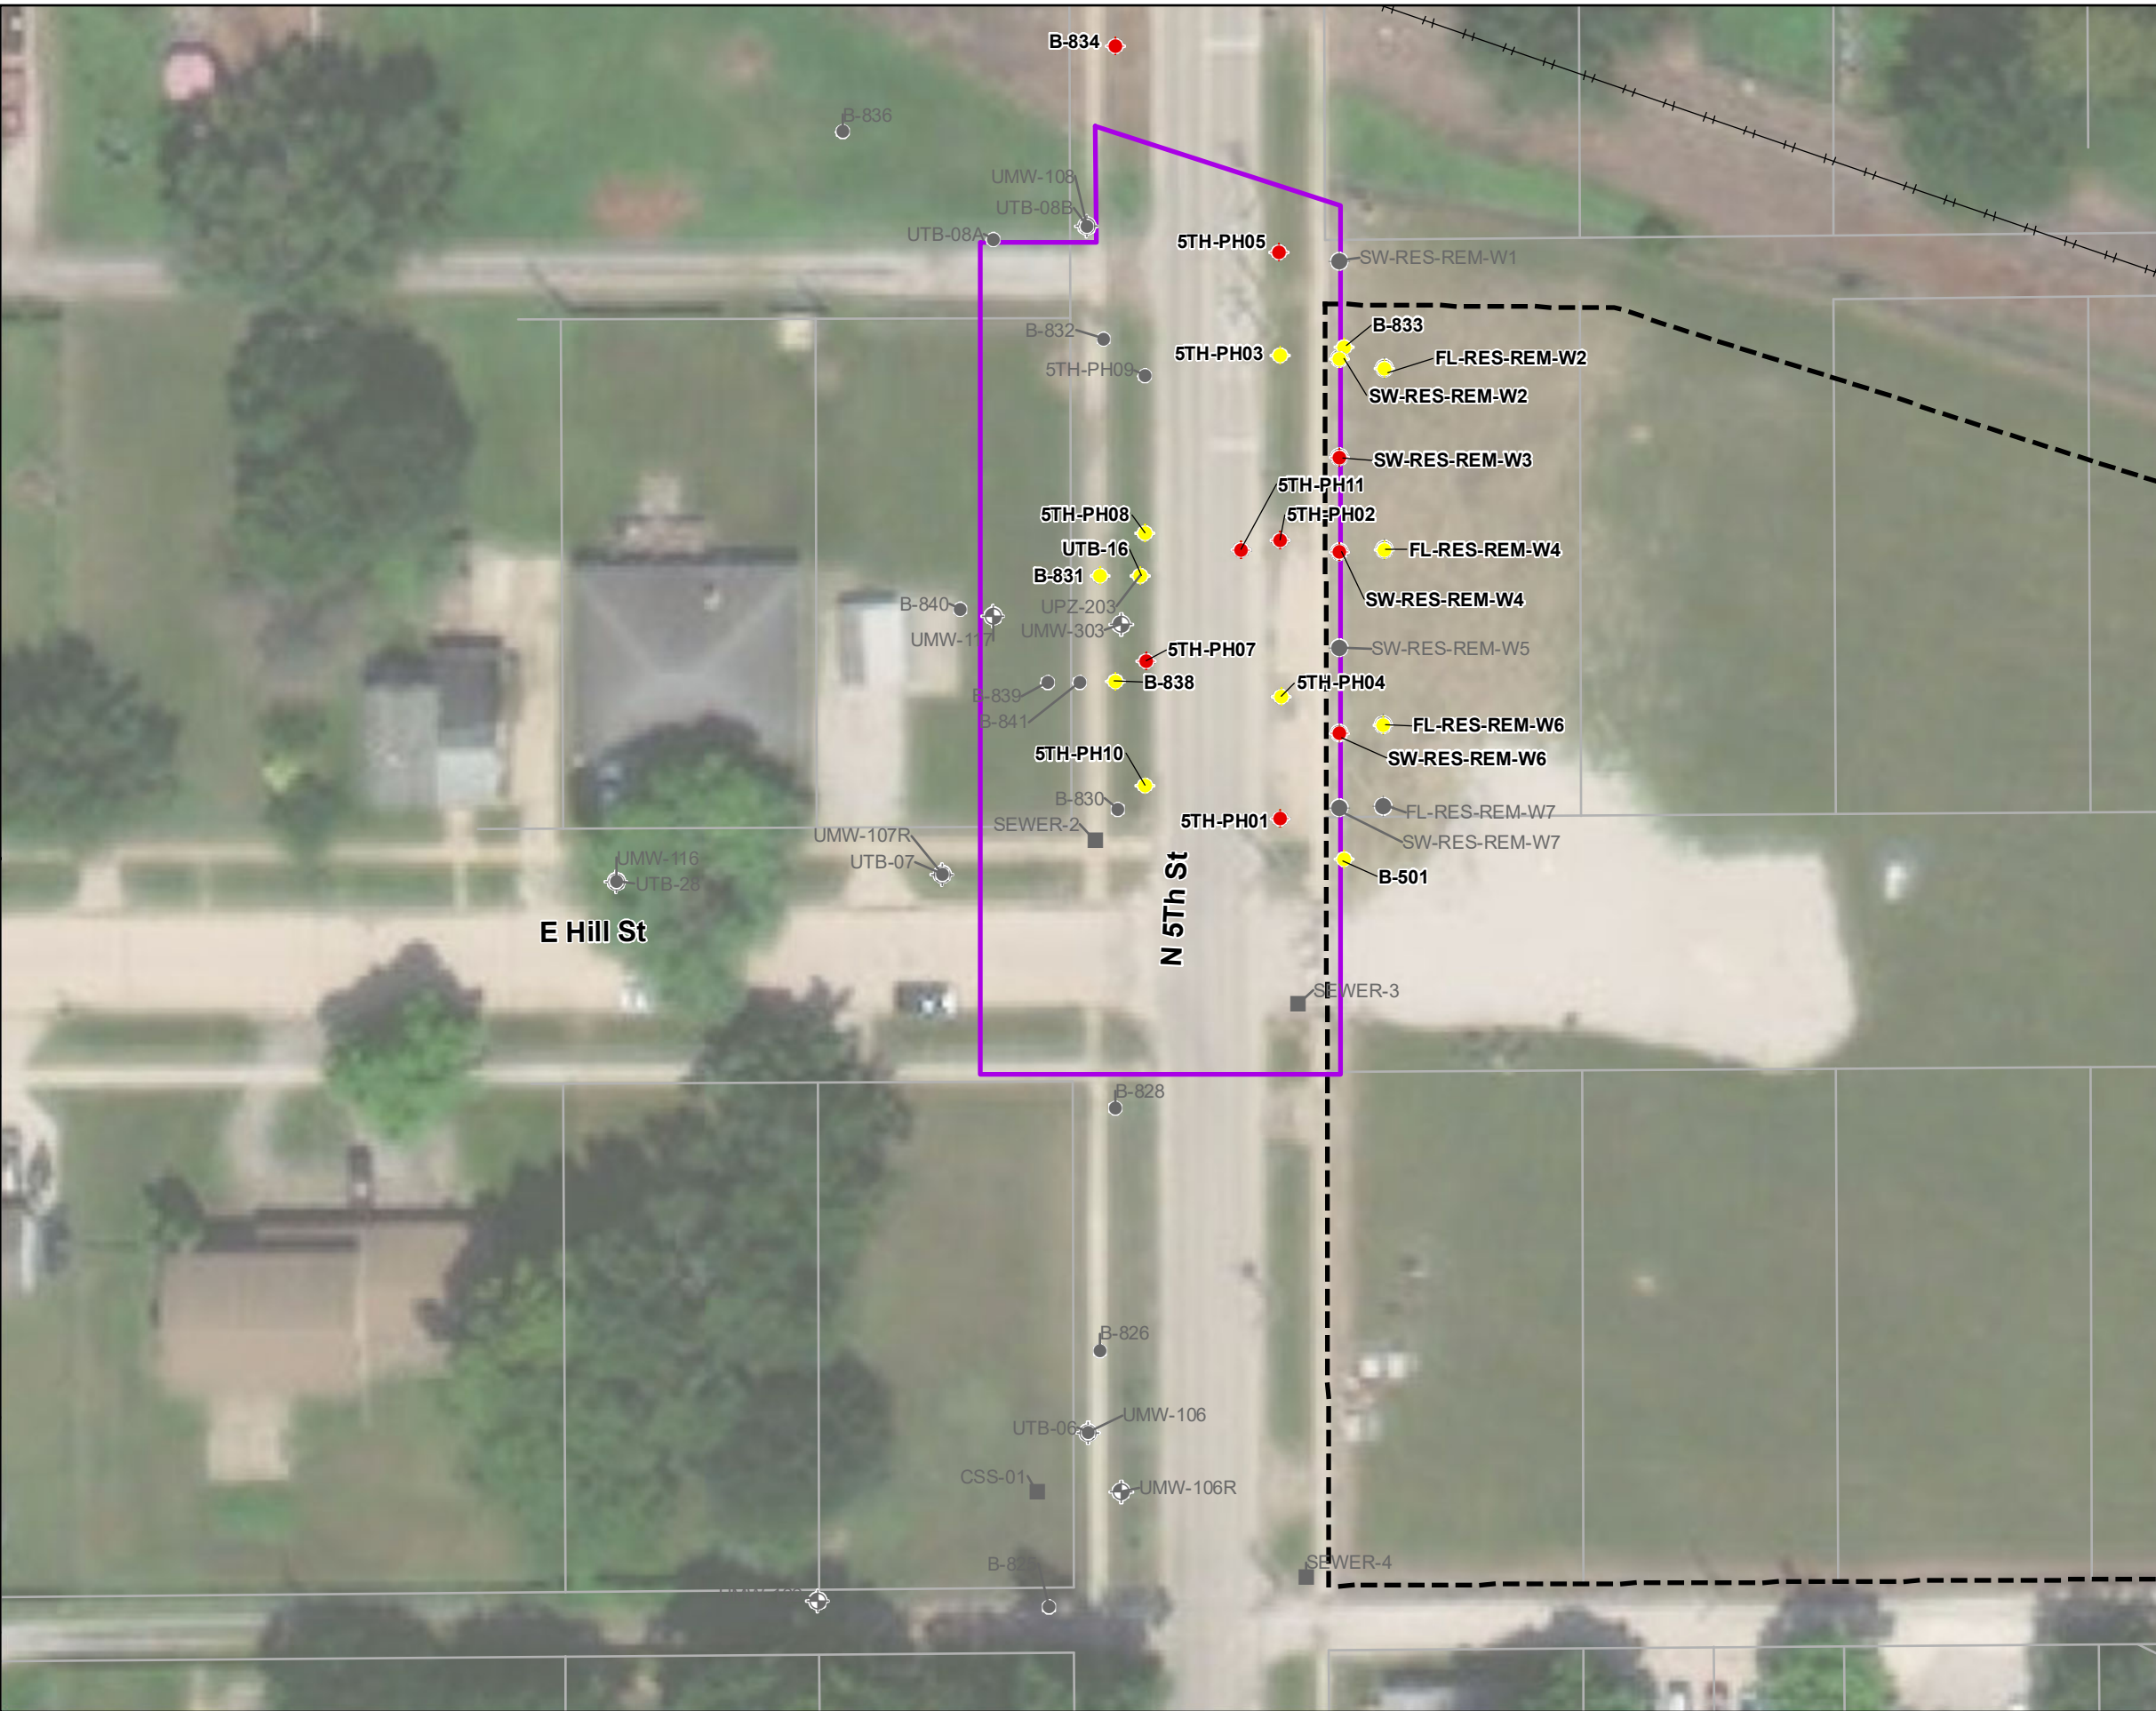 B-834
B-836
UMW-108
UTB-08B
UTB-08A
5TH-PH05
SW-RES-REM-W1
B-833
B-832
5TH-PH03
FL-RES-REM-W2
5TH-PH09
SW-RES-REM-W2
SW-RES-REM-W3
5TH-PH11
5TH-PH08
5TH-PH02
UTB-16
FL-RES-REM-W4
B-831
B-840
UPZ-203
SW-RES-REM-W4
UMW-303
UMW-117
5TH-PH07
SW-RES-REM-W5
B-838
5TH-PH04
B-839
B-841
FL-RES-REM-W6
5TH-PH10
SW-RES-REM-W6
B-830
SEWER-2
5TH-PH01
FL-RES-REM-W7
UMW-107R
SW-RES-REM-W7
UMW-116
UTB-07
UTB-28
B-501
E Hill St
N 5Th St
SEWER-3
B-828
B-826
UMW-106
UTB-06
CSS-01
UMW-106R
SEWER-4